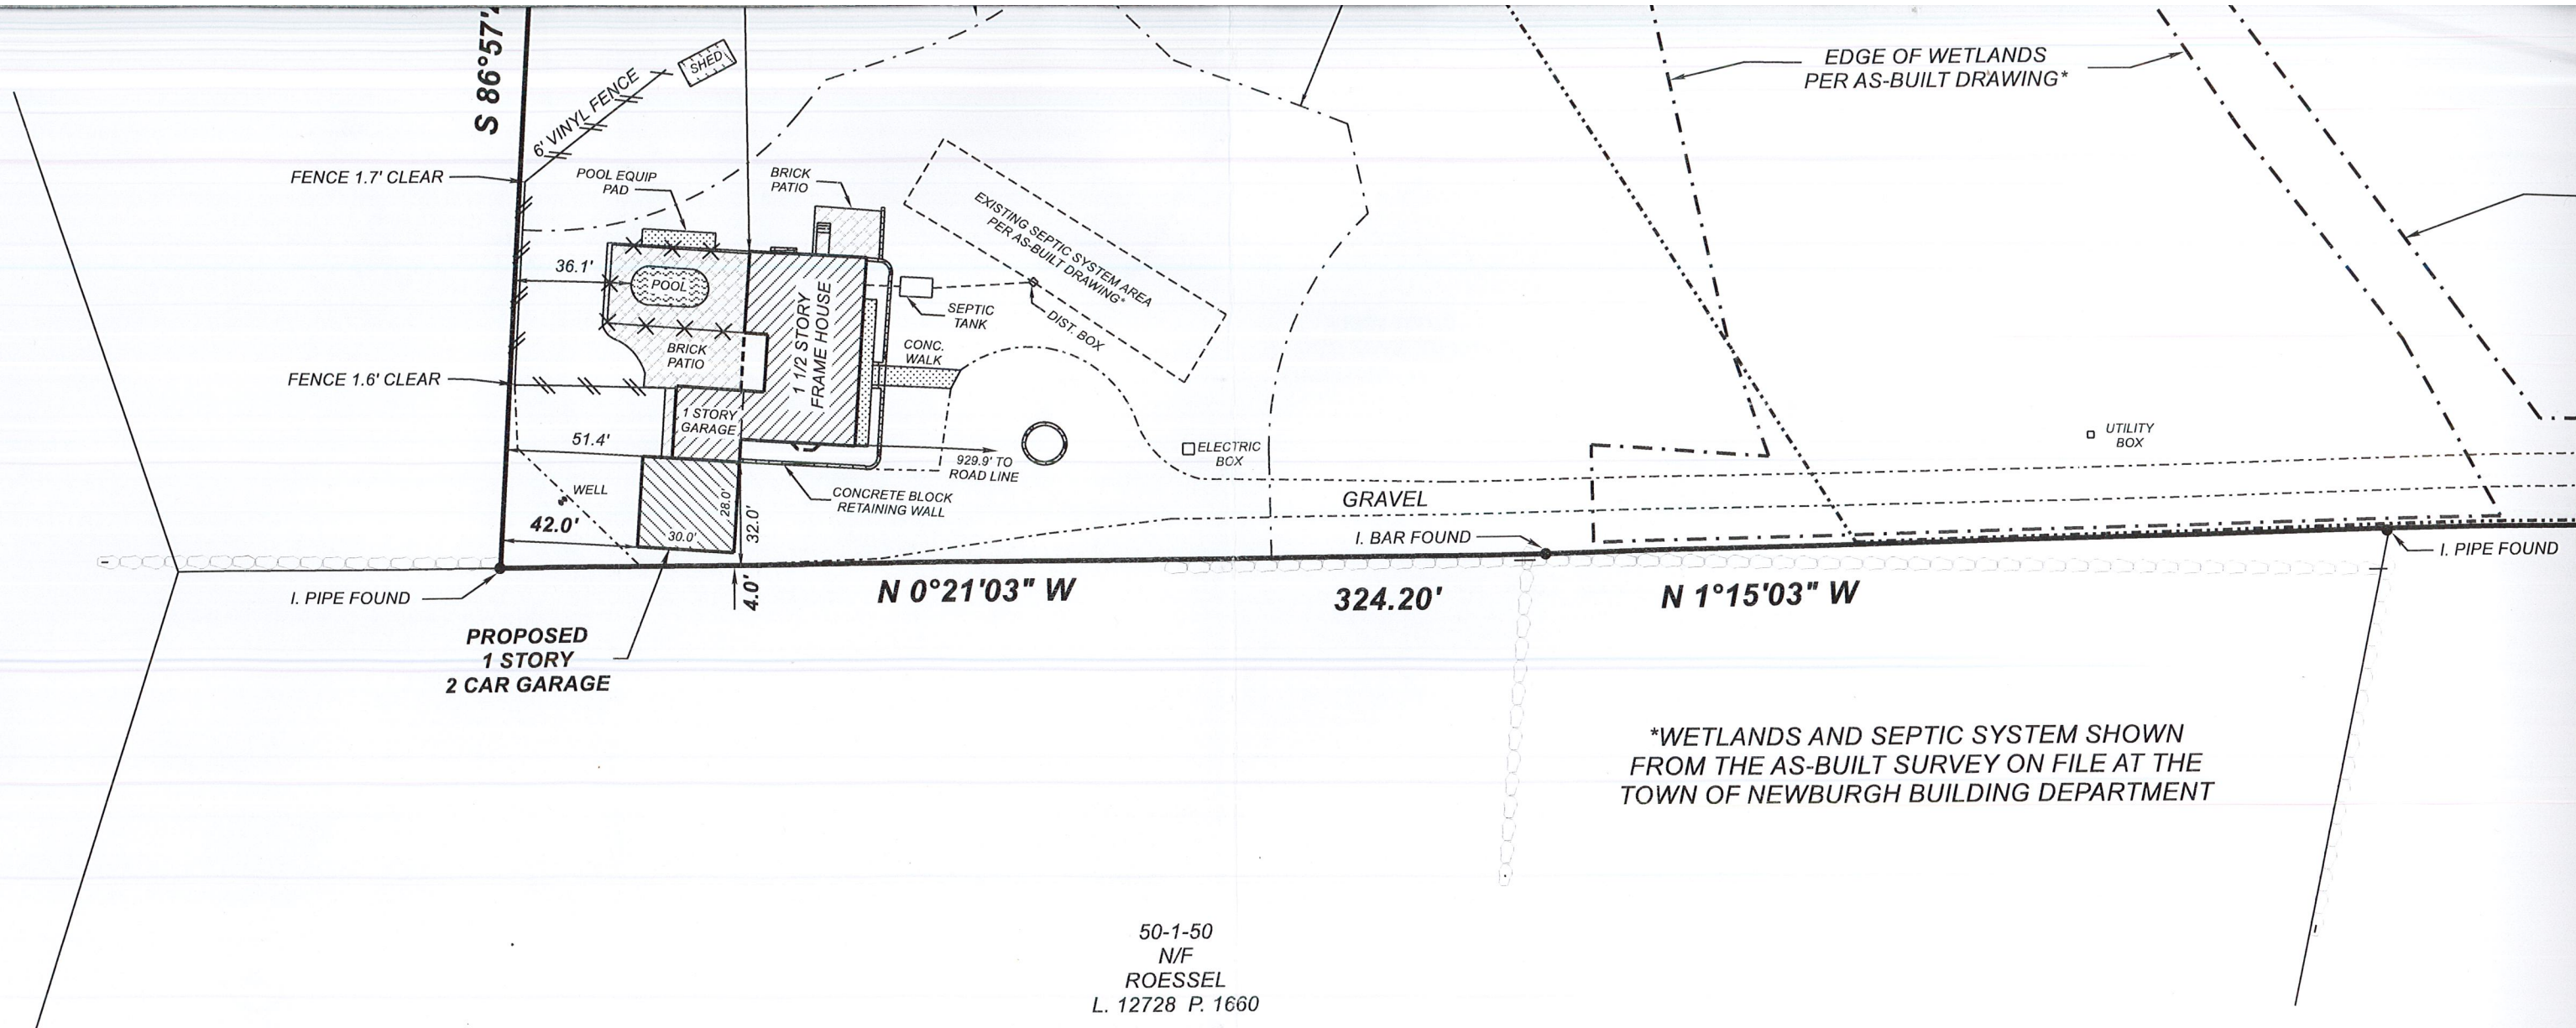 S 86°57'
SHED
6' VINYL FENCE
EDGE OF WETLANDS
PER AS-BUILT DRAWING*
FENCE 1.7' CLEAR
POOL EQUIP
PAD
BRICK
PATIO
EXISTING SEPTIC SYSTEM AREA
PER AS-BUILT DRAWING*
36.1'
POOL
1 1/2 STORY
FRAME HOUSE
SEPTIC
TANK
DIST. BOX
BRICK
PATIO
CONC.
WALK
FENCE 1.6' CLEAR
1 STORY
GARAGE
51.4'
929.9' TO
ROAD LINE
ELECTRIC
BOX
UTILITY
BOX
WELL
CONCRETE BLOCK
RETAINING WALL
GRAVEL
28.0'
32.0'
42.0'
30.0'
I. BAR FOUND
I. PIPE FOUND
I. PIPE FOUND
4.0'
N 0°21'03" W
324.20'
N 1°15'03" W
PROPOSED
1 STORY
2 CAR GARAGE
*WETLANDS AND SEPTIC SYSTEM SHOWN
FROM THE AS-BUILT SURVEY ON FILE AT THE
TOWN OF NEWBURGH BUILDING DEPARTMENT
50-1-50
N/F
ROESSEL
L. 12728 P. 1660